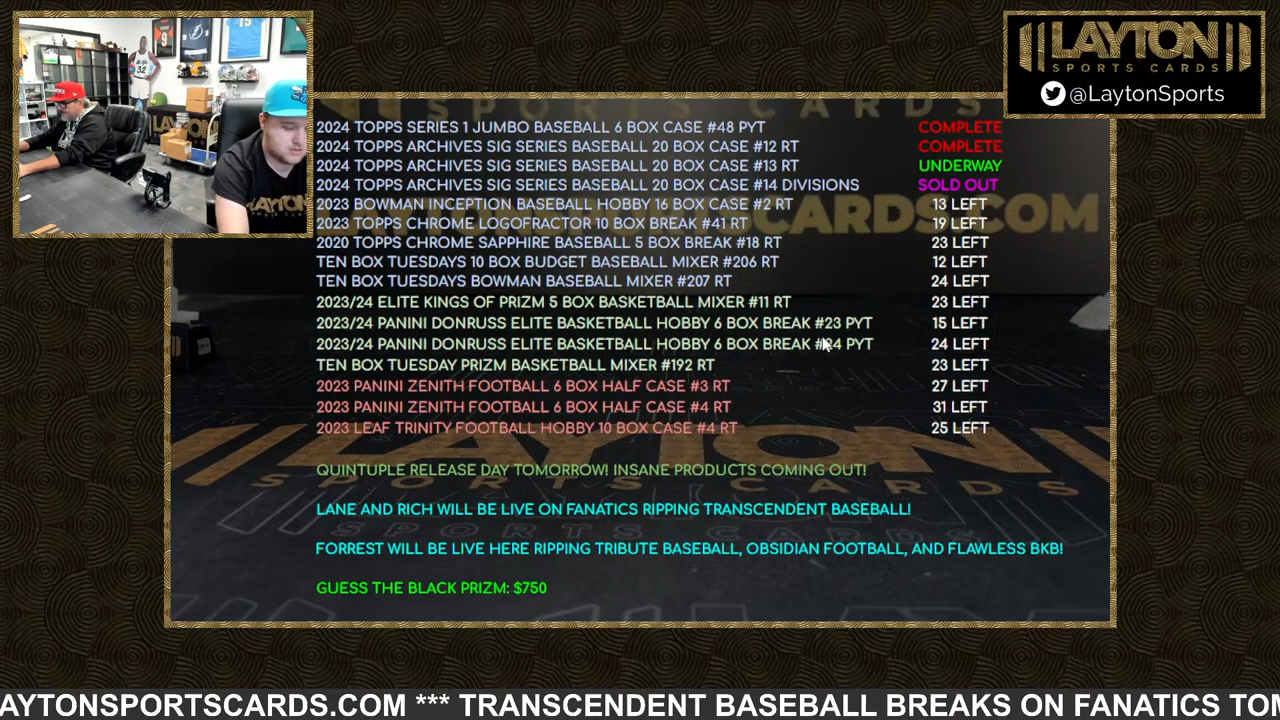 LAYTON
SPORTS CARDS
@LaytonSports
SPORTS CARDS
2024 TOPPS SERIES 1 JUMBO BASEBALL 6 BOX CASE #48 PYT COMPLETE
2024 TOPPS ARCHIVES SIG SERIES BASEBALL 20 BOX CASE #12 RT COMPLETE
2024 TOPPS ARCHIVES SIG SERIES BASEBALL 20 BOX CASE #13 RT UNDERWAY
2024 TOPPS ARCHIVES SIG SERIES BASEBALL 20 BOX CASE #14 DIVISIONS SOLD OUT
2023 BOWMAN INCEPTION BASEBALL HOBBY 16 BOX CASE #2 RT 13 LEFT
2023 TOPPS CHROME LOGOFRACTOR 10 BOX BREAK #41 RT 19 LEFT
2020 TOPPS CHROME SAPPHIRE BASEBALL 5 BOX BREAK #18 RT 23 LEFT
TEN BOX TUESDAYS 10 BOX BUDGET BASEBALL MIXER #206 RT 12 LEFT
TEN BOX TUESDAYS BOWMAN BASEBALL MIXER #207 RT 24 LEFT
2023/24 ELITE KINGS OF PRIZM 5 BOX BASKETBALL MIXER #11 RT 23 LEFT
2023/24 PANINI DONRUSS ELITE BASKETBALL HOBBY 6 BOX BREAK #23 PYT 15 LEFT
2023/24 PANINI DONRUSS ELITE BASKETBALL HOBBY 6 BOX BREAK #24 PYT 24 LEFT
TEN BOX TUESDAY PRIZM BASKETBALL MIXER #192 RT 23 LEFT
2023 PANINI ZENITH FOOTBALL 6 BOX HALF CASE #3 RT 27 LEFT
2023 PANINI ZENITH FOOTBALL 6 BOX HALF CASE #4 RT 31 LEFT
2023 LEAF TRINITY FOOTBALL HOBBY 10 BOX CASE #4 RT 25 LEFT
LAYTON
SPORTS CARDS
QUINTUPLE RELEASE DAY TOMORROW! INSANE PRODUCTS COMING OUT!
LANE AND RICH WILL BE LIVE ON FANATICS RIPPING TRANSCENDENT BASEBALL!
SPORTS CARDS
FORREST WILL BE LIVE HERE RIPPING TRIBUTE BASEBALL, OBSIDIAN FOOTBALL, AND FLAWLESS BKB!
GUESS THE BLACK PRIZM: $750
AYTONSPORTSCARDS.COM *** TRANSCENDENT BASEBALL BREAKS ON FANATICS TOM